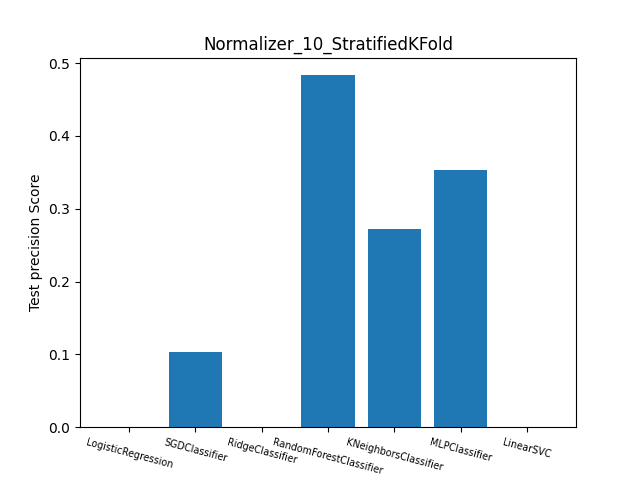 Normalizer_10_StratifiedKFold
Test precision Score
0.5
0.4
0.3
0.2
0.1
0.0
LogisticRegression
SGDClassifier
RidgeClassifier
RandomForestClassifier
KNeighborsClassifier
MLPClassifier
LinearSVC